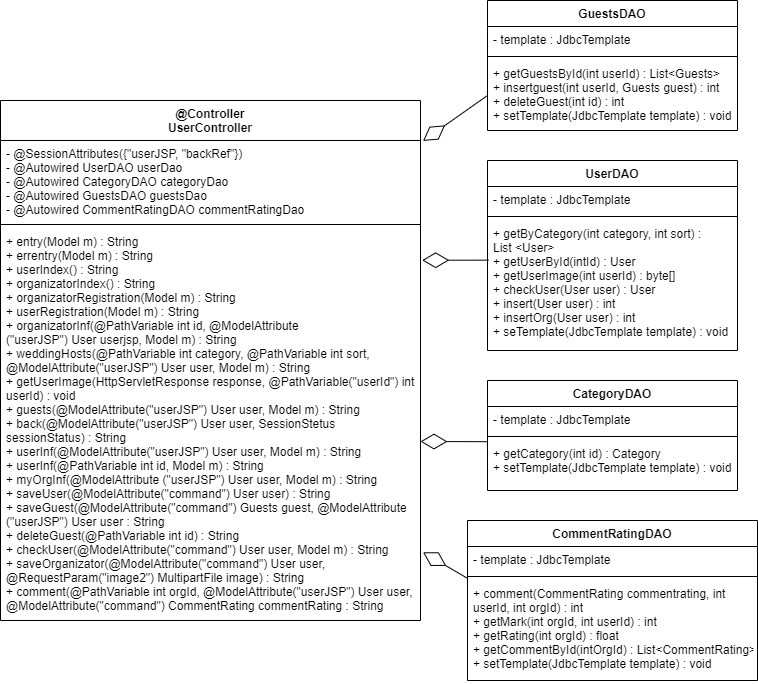 @Controller
UserController
- @SessionAttributes({"userJSP, "backRef"})
- @Autowired UserDAO userDao
- @Autowired CategoryDAO categoryDao
- @Autowired GuestsDAO guestsDao
- @Autowired CommentRatingDAO commentRatingDao
+ entry(Model m) : String
+ errentry(Model m) : String
+ userIndex() : String
+ organizatorIndex() : String
+ organizatorRegistration(Model m) : String
+ userRegistration(Model m) : String
+ organizatorInf(@PathVariable int id, @ModelAttribute
("userJSP") User userjsp, Model m) : String
+ weddingHosts(@PathVariable int category, @PathVariable int sort,
@ModelAttribute("userJSP") User user, Model m) : String
+ getUserImage(HttpServletResponse response, @PathVariable("userId") int
userId) : void
+ guests(@ModelAttribute("userJSP") User user, Model m) : String
+ back(@ModelAttribute("userJSP") User user, SessionStetus
sessionStatus) : String
+ userInf(@ModelAttribute("userJSP") User user, Model m) : String
+ userInf(@PathVariable int id, Model m) : String
+ myOrgInf(@ModelAttribute ("userJSP") User user, Model m) : String
+ saveUser(@ModelAttribute("command") User user) : String
+ saveGuest(@ModelAttribute("command") Guests guest, @ModelAttribute
("userJSP") User user : String
+ deleteGuest(@PathVariable int id) : String
+ checkUser(@ModelAttribute("command") User user, Model m) : String
+ saveOrganizator(@ModelAttribute("command") User user,
@RequestParam("image2") MultipartFile image) : String
+ comment(@PathVariable int orgId, @ModelAttribute("userJSP") User user,
@ModelAttribute("command") CommentRating commentRating : String
GuestsDAO
- template : JdbcTemplate
+ getGuestsById(int userId) : List<Guests>
+ insertguest(int userId, Guests guest) : int
+ deleteGuest(int id) : int
+ setTemplate(JdbcTemplate template) : void
UserDAO
- template : JdbcTemplate
+ getByCategory(int category, int sort) :
List <User>
+ getUserById(intId) : User
+ getUserImage(int userId) : byte[]
+ checkUser(User user) : User
+ insert(User user) : int
+ insertOrg(User user) : int
+ seTemplate(JdbcTemplate template) : void
CategoryDAO
- template : JdbcTemplate
+ getCategory(int id) : Category
+ setTemplate(JdbcTemplate template) : void
CommentRatingDAO
- template : JdbcTemplate
+ comment(CommentRating commentrating, int
userId, int orgId) : int
+ getMark(int orgId, int userId) : int
+ getRating(int orgId) : float
+ getCommentById(intOrgId) : List<CommentRating>
+ setTemplate(JdbcTemplate template) : void